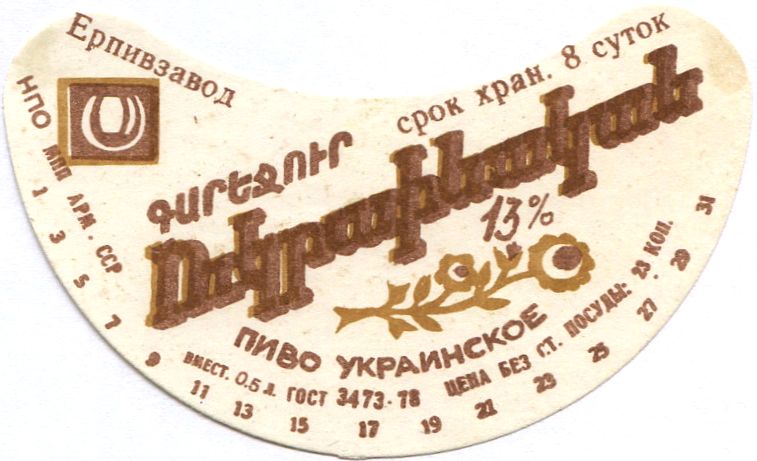 Ерпивзавод
срок хран. 8 суток
НПО МПП АРМ. ССР
ԳԱՐԵՋՈՒՐ
Ուկրաինական
13%
ПИВО УКРАИНСКОЕ
ВМЕСТ. 0.5 Л. ГОСТ 3473-78 ЦЕНА БЕЗ СТ. ПОСУДЫ: 23 КОП.
1 3 5 7 9 11 13 15 17 19 21 23 25 27 29 31